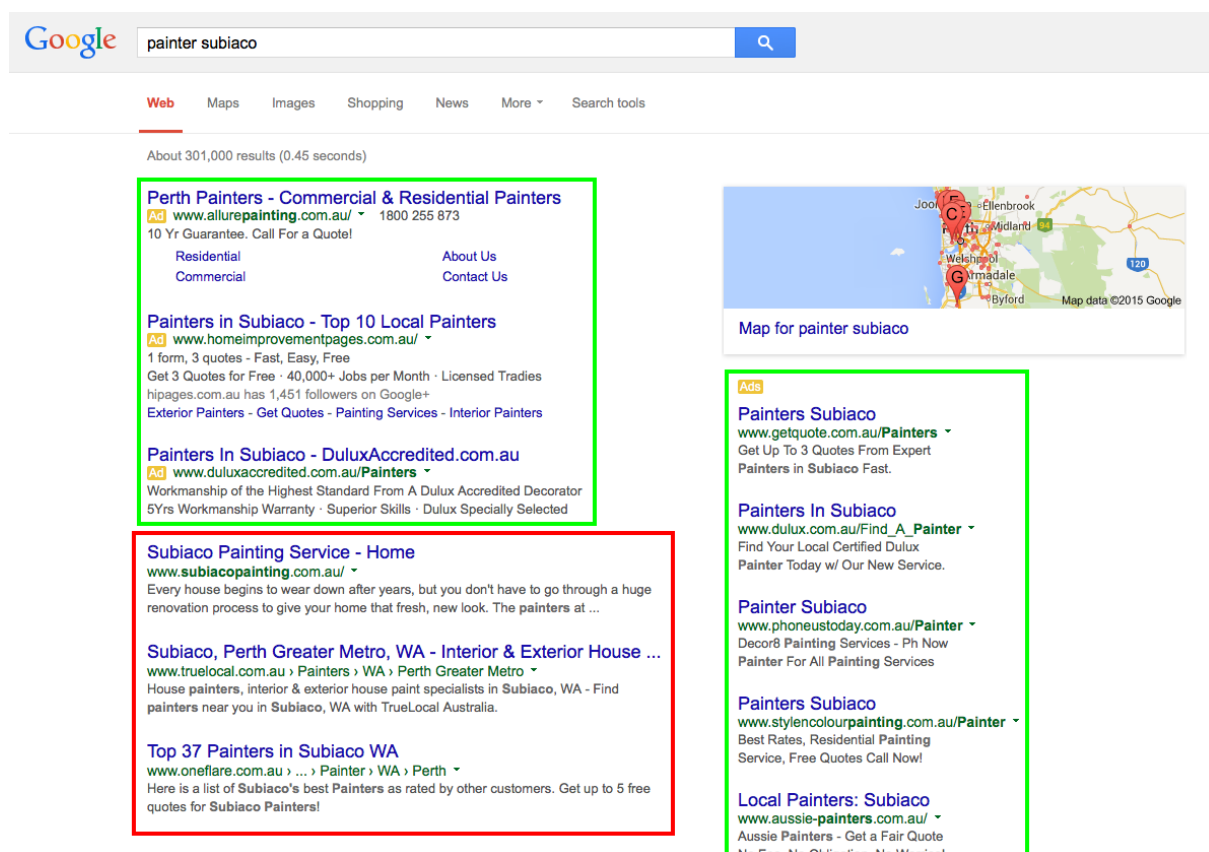 Google
painter subiaco
Web Maps Images Shopping News More Search tools
About 301,000 results (0.45 seconds)
Perth Painters - Commercial & Residential Painters
Ad www.allurepainting.com.au/ 1800 255 873
10 Yr Guarantee. Call For a Quote!
Residential About Us
Commercial Contact Us
Painters in Subiaco - Top 10 Local Painters
Ad www.homeimprovementpages.com.au/
1 form, 3 quotes - Fast, Easy, Free
Get 3 Quotes for Free · 40,000+ Jobs per Month · Licensed Tradies
hipages.com.au has 1,451 followers on Google+
Exterior Painters - Get Quotes - Painting Services - Interior Painters
Painters In Subiaco - DuluxAccredited.com.au
Ad www.duluxaccredited.com.au/Painters
Workmanship of the Highest Standard From A Dulux Accredited Decorator
5Yrs Workmanship Warranty · Superior Skills · Dulux Specially Selected
Subiaco Painting Service - Home
www.subiacopainting.com.au/
Every house begins to wear down after years, but you don't have to go through a huge
renovation process to give your home that fresh, new look. The painters at ...
Subiaco, Perth Greater Metro, WA - Interior & Exterior House ...
www.truelocal.com.au › Painters › WA › Perth Greater Metro
House painters, interior & exterior house paint specialists in Subiaco, WA - Find
painters near you in Subiaco, WA with TrueLocal Australia.
Top 37 Painters in Subiaco WA
www.oneflare.com.au › ... › Painter › WA › Perth
Here is a list of Subiaco's best Painters as rated by other customers. Get up to 5 free
quotes for Subiaco Painters!
Ellenbrook
C
Midland
94
120
G
Armadale
Byford
Map data ©2015 Google
Map for painter subiaco
Ads
Painters Subiaco
www.getquote.com.au/Painters
Get Up To 3 Quotes From Expert
Painters in Subiaco Fast.
Painters In Subiaco
www.dulux.com.au/Find_A_Painter
Find Your Local Certified Dulux
Painter Today w/ Our New Service.
Painter Subiaco
www.phoneustoday.com.au/Painter
Decor8 Painting Services - Ph Now
Painter For All Painting Services
Painters Subiaco
www.stylencolourpainting.com.au/Painter
Best Rates, Residential Painting
Service, Free Quotes Call Now!
Local Painters: Subiaco
www.aussie-painters.com.au/
Aussie Painters - Get a Fair Quote